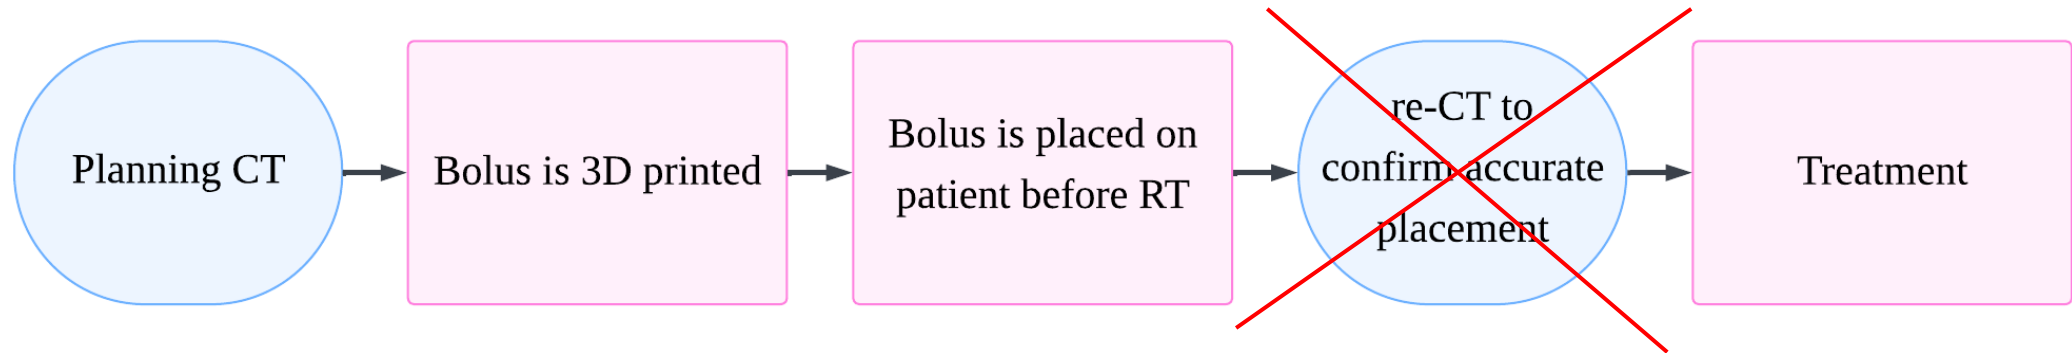 Planning CT
Bolus is 3D printed
Bolus is placed on
patient before RT
re-CT to
confirm accurate
placement
Treatment